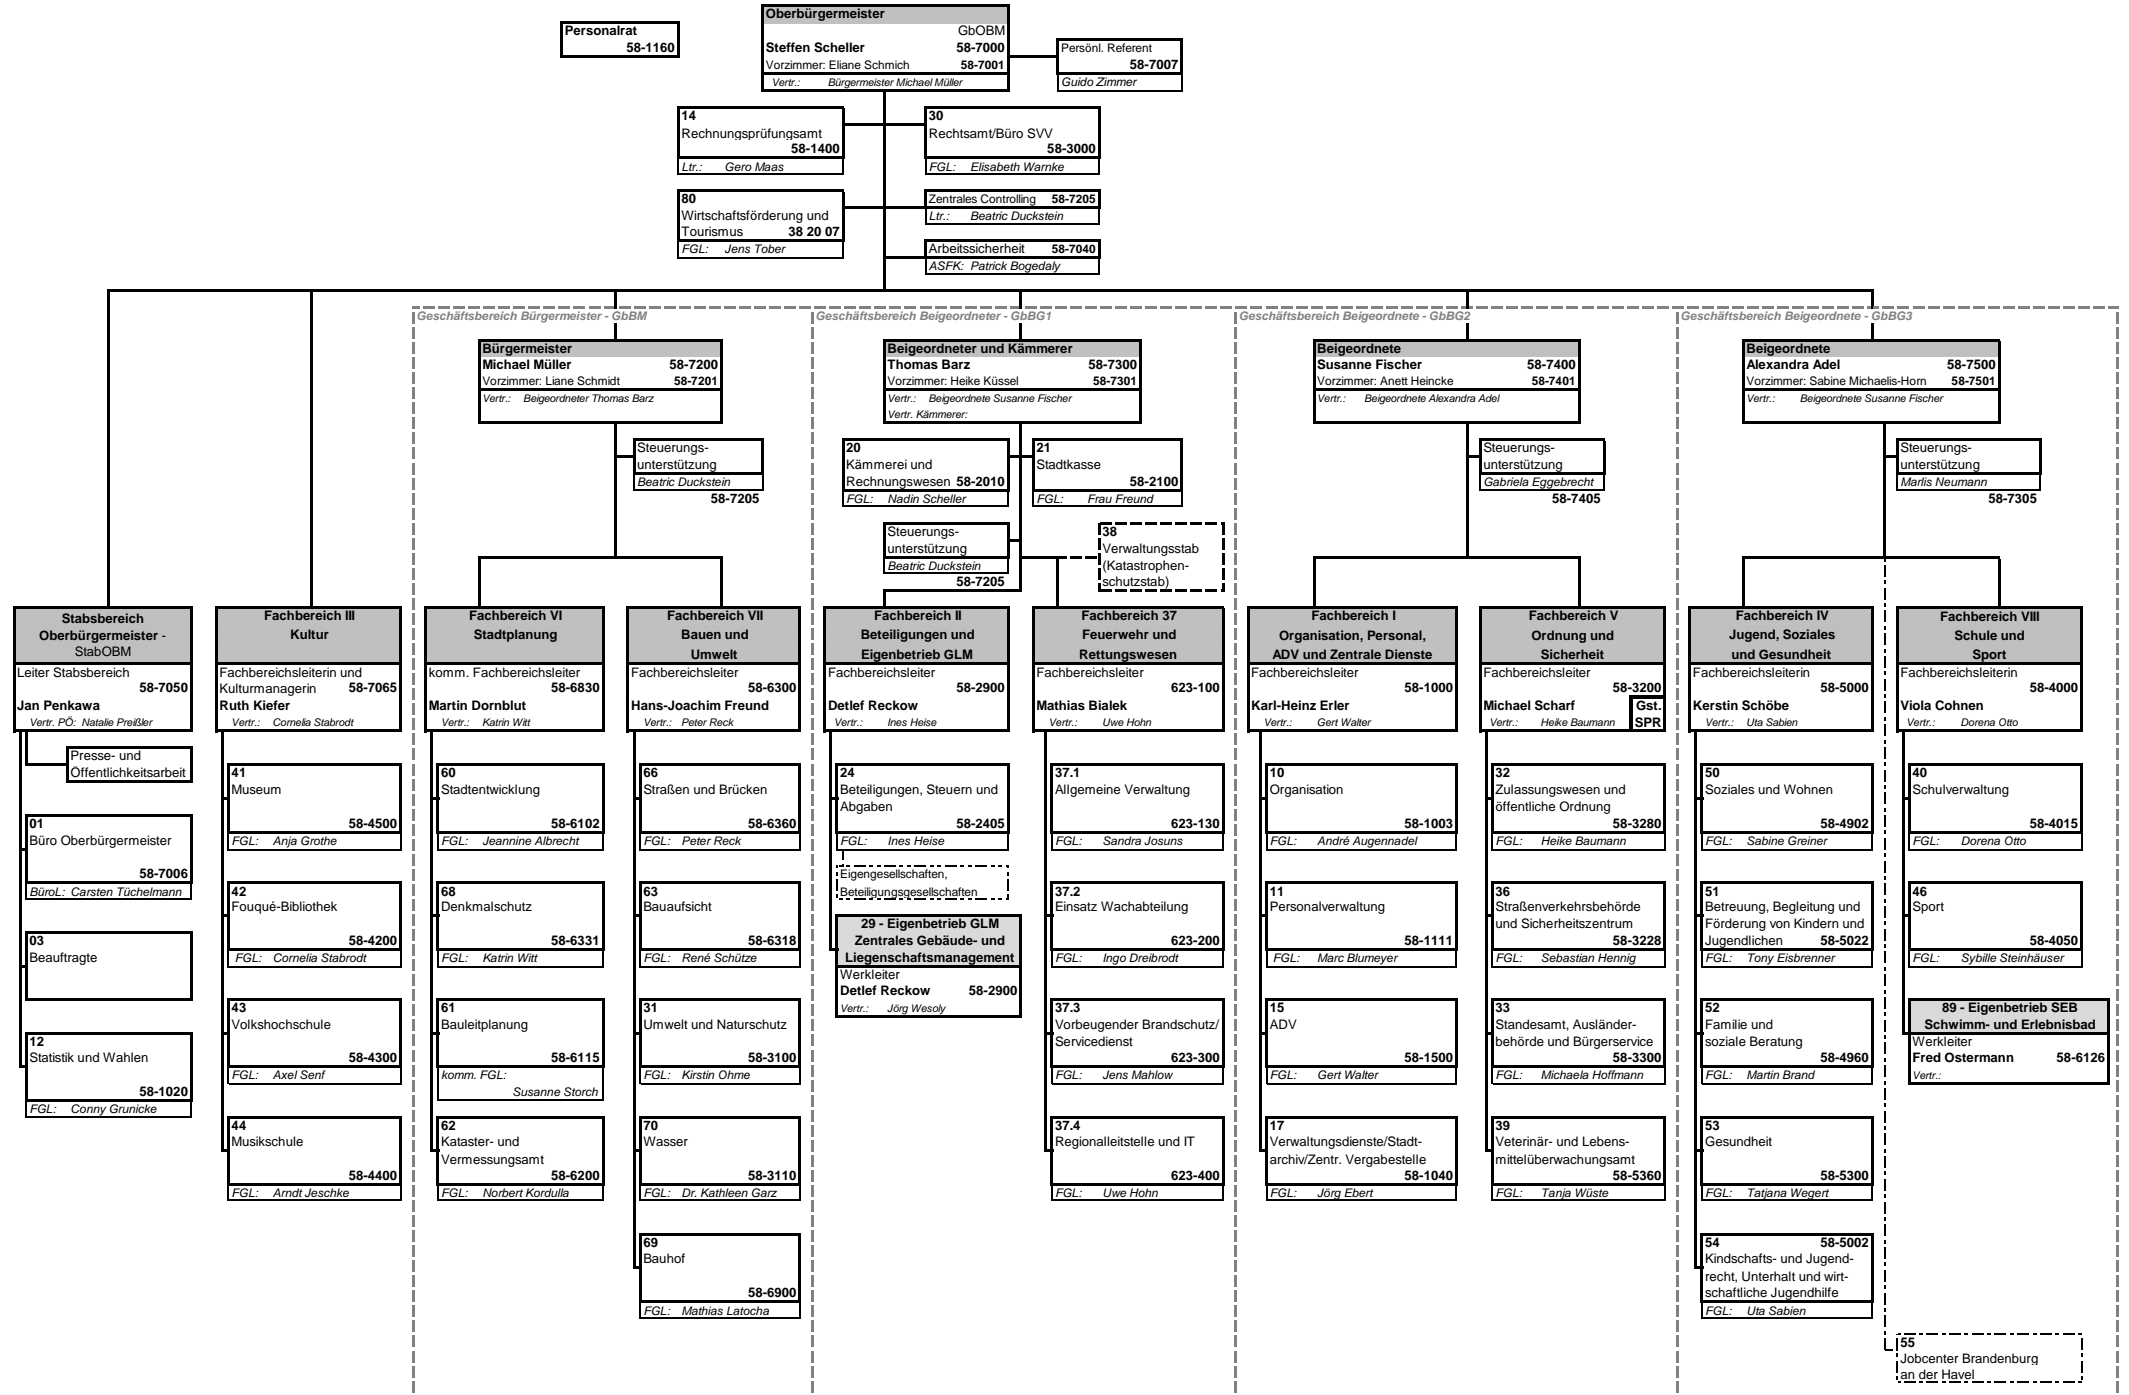 Personalrat
58-1160
Oberbürgermeister
GbOBM
Steffen Scheller 58-7000
Vorzimmer: Eliane Schmich 58-7001
Vertr.: Bürgermeister Michael Müller
Persönl. Referent
58-7007
Guido Zimmer
14
Rechnungsprüfungsamt
58-1400
Ltr.: Gero Maas
30
Rechtsamt/Büro SVV
58-3000
FGL: Elisabeth Warnke
80
Wirtschaftsförderung und
Tourismus 38 20 07
FGL: Jens Tober
Zentrales Controlling 58-7205
Ltr.: Beatric Duckstein
Arbeitssicherheit 58-7040
ASFK: Patrick Bogedaly
Geschäftsbereich Bürgermeister - GbBM
Bürgermeister
Michael Müller 58-7200
Vorzimmer: Liane Schmidt 58-7201
Vertr.: Beigeordneter Thomas Barz
Steuerungs-
unterstützung
Beatric Duckstein
58-7205
Geschäftsbereich Beigeordneter - GbBG1
Beigeordneter und Kämmerer
Thomas Barz 58-7300
Vorzimmer: Heike Küssel 58-7301
Vertr.: Beigeordnete Susanne Fischer
Vertr. Kämmerer:
20
Kämmerei und
Rechnungswesen 58-2010
FGL: Nadin Scheller
21
Stadtkasse
58-2100
FGL: Frau Freund
Steuerungs-
unterstützung
Beatric Duckstein
58-7205
38
Verwaltungsstab
(Katastrophen-
schutzstab)
Geschäftsbereich Beigeordnete - GbBG2
Beigeordnete
Susanne Fischer 58-7400
Vorzimmer: Anett Heincke 58-7401
Vertr.: Beigeordnete Alexandra Adel
Steuerungs-
unterstützung
Gabriela Eggebrecht
58-7405
Geschäftsbereich Beigeordnete - GbBG3
Beigeordnete
Alexandra Adel 58-7500
Vorzimmer: Sabine Michaelis-Horn 58-7501
Vertr.: Beigeordnete Susanne Fischer
Steuerungs-
unterstützung
Marlis Neumann
58-7305
Stabsbereich
Oberbürgermeister -
StabOBM
Leiter Stabsbereich
58-7050
Jan Penkawa
Vertr. PÖ: Natalie Preißler
Presse- und
Öffentlichkeitsarbeit
01
Büro Oberbürgermeister
58-7006
BüroL: Carsten Tüchelmann
03
Beauftragte
12
Statistik und Wahlen
58-1020
FGL: Conny Grunicke
Fachbereich III
Kultur
Fachbereichsleiterin und
Kulturmanagerin 58-7065
Ruth Kiefer
Vertr.: Cornelia Stabrodt
41
Museum
58-4500
FGL: Anja Grothe
42
Fouqué-Bibliothek
58-4200
FGL: Cornelia Stabrodt
43
Volkshochschule
58-4300
FGL: Axel Senf
44
Musikschule
58-4400
FGL: Arndt Jeschke
Fachbereich VI
Stadtplanung
komm. Fachbereichsleiter
58-6830
Martin Dornblut
Vertr.: Katrin Witt
60
Stadtentwicklung
58-6102
FGL: Jeannine Albrecht
68
Denkmalschutz
58-6331
FGL: Katrin Witt
61
Bauleitplanung
58-6115
komm. FGL:
Susanne Storch
62
Kataster- und
Vermessungsamt
58-6200
FGL: Norbert Kordulla
Fachbereich VII
Bauen und
Umwelt
Fachbereichsleiter
58-6300
Hans-Joachim Freund
Vertr.: Peter Reck
66
Straßen und Brücken
58-6360
FGL: Peter Reck
63
Bauaufsicht
58-6318
FGL: René Schütze
31
Umwelt und Naturschutz
58-3100
FGL: Kirstin Ohme
70
Wasser
58-3110
FGL: Dr. Kathleen Garz
69
Bauhof
58-6900
FGL: Mathias Latocha
Fachbereich II
Beteiligungen und
Eigenbetrieb GLM
Fachbereichsleiter
58-2900
Detlef Reckow
Vertr.: Ines Heise
24
Beteiligungen, Steuern und
Abgaben
58-2405
FGL: Ines Heise
Eigengesellschaften,
Beteiligungsgesellschaften
29 - Eigenbetrieb GLM
Zentrales Gebäude- und
Liegenschaftsmanagement
Werkleiter
Detlef Reckow 58-2900
Vertr.: Jörg Wesoly
Fachbereich 37
Feuerwehr und
Rettungswesen
Fachbereichsleiter
623-100
Mathias Bialek
Vertr.: Uwe Hohn
37.1
Allgemeine Verwaltung
623-130
FGL: Sandra Josuns
37.2
Einsatz Wachabteilung
623-200
FGL: Ingo Dreibrodt
37.3
Vorbeugender Brandschutz/
Servicedienst
623-300
FGL: Jens Mahlow
37.4
Regionalleitstelle und IT
623-400
FGL: Uwe Hohn
Fachbereich I
Organisation, Personal,
ADV und Zentrale Dienste
Fachbereichsleiter
58-1000
Karl-Heinz Erler
Vertr.: Gert Walter
10
Organisation
58-1003
FGL: André Augennadel
11
Personalverwaltung
58-1111
FGL: Marc Blumeyer
15
ADV
58-1500
FGL: Gert Walter
17
Verwaltungsdienste/Stadt-
archiv/Zentr. Vergabestelle
58-1040
FGL: Jörg Ebert
Fachbereich V
Ordnung und
Sicherheit
Fachbereichsleiter
58-3200
Michael Scharf Gst.
Vertr.: Heike Baumann SPR
32
Zulassungswesen und
öffentliche Ordnung
58-3280
FGL: Heike Baumann
36
Straßenverkehrsbehörde
und Sicherheitszentrum
58-3228
FGL: Sebastian Hennig
33
Standesamt, Ausländer-
behörde und Bürgerservice
58-3300
FGL: Michaela Hoffmann
39
Veterinär- und Lebens-
mittelüberwachungsamt
58-5360
FGL: Tanja Wüste
Fachbereich IV
Jugend, Soziales
und Gesundheit
Fachbereichsleiterin
58-5000
Kerstin Schöbe
Vertr.: Uta Sabien
50
Soziales und Wohnen
58-4902
FGL: Sabine Greiner
51
Betreuung, Begleitung und
Förderung von Kindern und
Jugendlichen 58-5022
FGL: Tony Eisbrenner
52
Familie und
soziale Beratung
58-4960
FGL: Martin Brand
53
Gesundheit
58-5300
FGL: Tatjana Wegert
54 58-5002
Kindschafts- und Jugend-
recht, Unterhalt und wirt-
schaftliche Jugendhilfe
FGL: Uta Sabien
Fachbereich VIII
Schule und
Sport
Fachbereichsleiterin
58-4000
Viola Cohnen
Vertr.: Dorena Otto
40
Schulverwaltung
58-4015
FGL: Dorena Otto
46
Sport
58-4050
FGL: Sybille Steinhäuser
89 - Eigenbetrieb SEB
Schwimm- und Erlebnisbad
Werkleiter
Fred Ostermann 58-6126
Vertr.:
55
Jobcenter Brandenburg
an der Havel